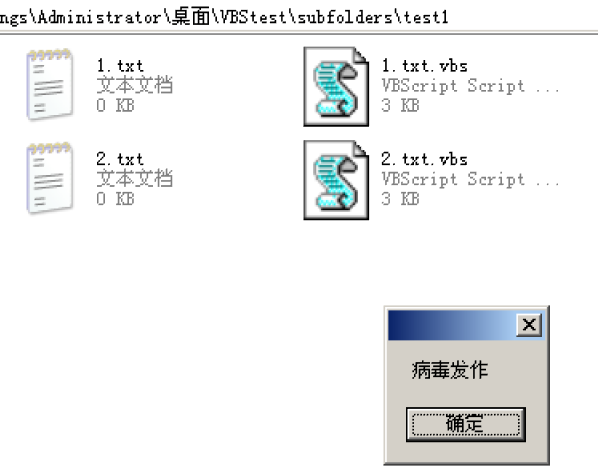 ngs\Administrator\桌面\VBStest\subfolders\test1
1.txt
文本文档
0 KB
1.txt.vbs
VBScript Script ...
3 KB
2.txt
文本文档
0 KB
2.txt.vbs
VBScript Script ...
3 KB
病毒发作
确定